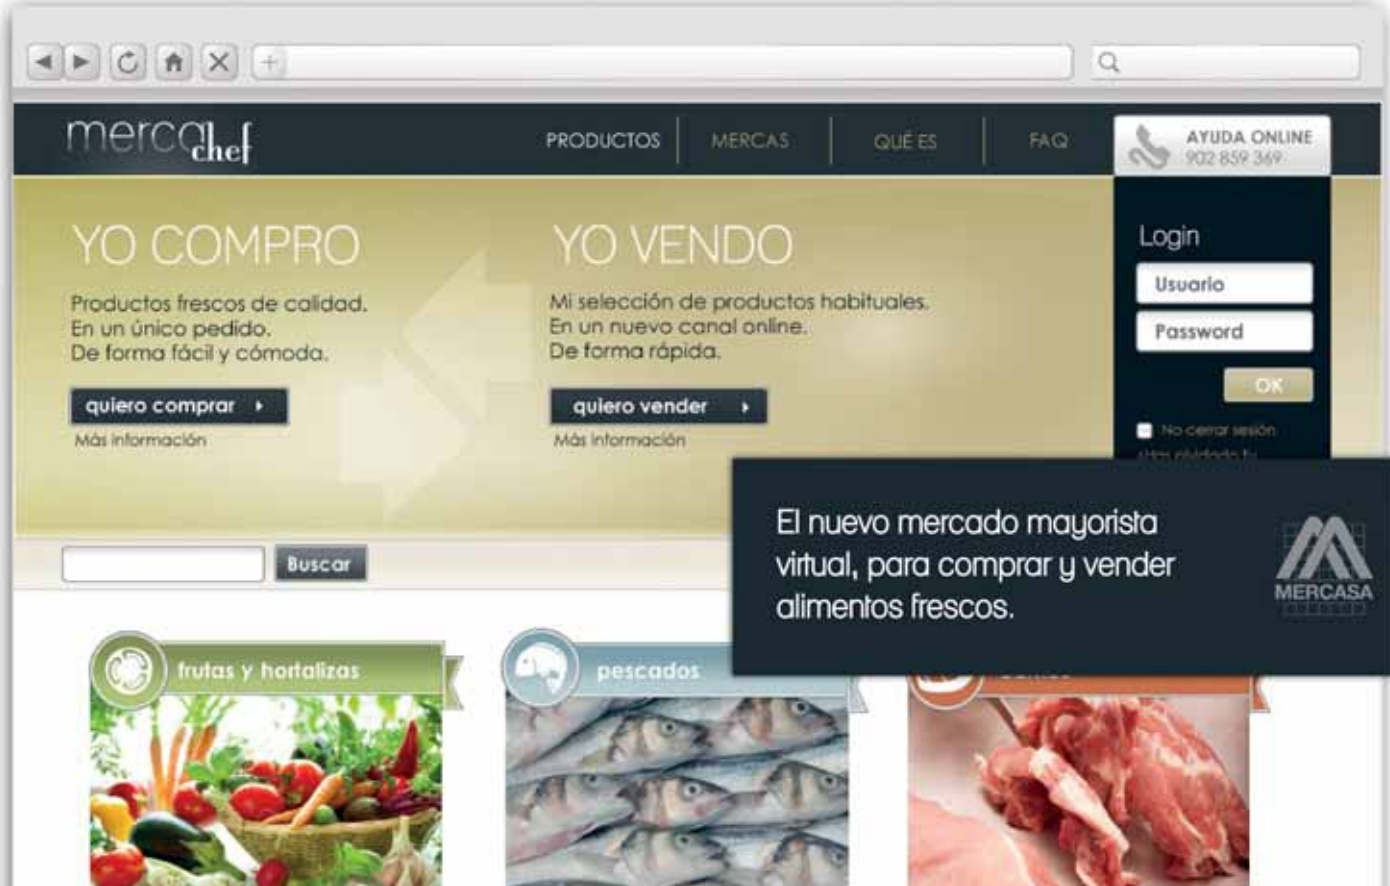 merca chef
PRODUCTOS
MERCAS
QUÉ ES
FAQ
AYUDA ONLINE
902 859 369
YO COMPRO
Productos frescos de calidad.
En un único pedido.
De forma fácil y cómoda.
quiero comprar
Más información
YO VENDO
Mi selección de productos habituales.
En un nuevo canal online.
De forma rápida.
quiero vender
Más información
Login
Usuario
Password
OK
No cerrar sesión
El nuevo mercado mayorista
virtual, para comprar y vender
alimentos frescos.
MERCASA
Buscar
frutas y hortalizas
pescados